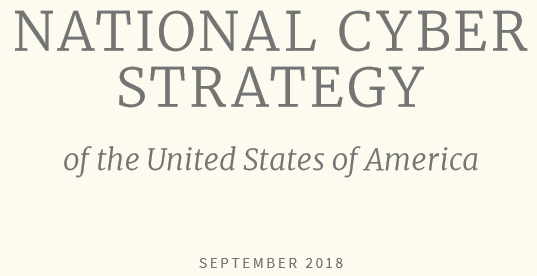 NATIONAL CYBER
STRATEGY
of the United States of America
SEPTEMBER 2018